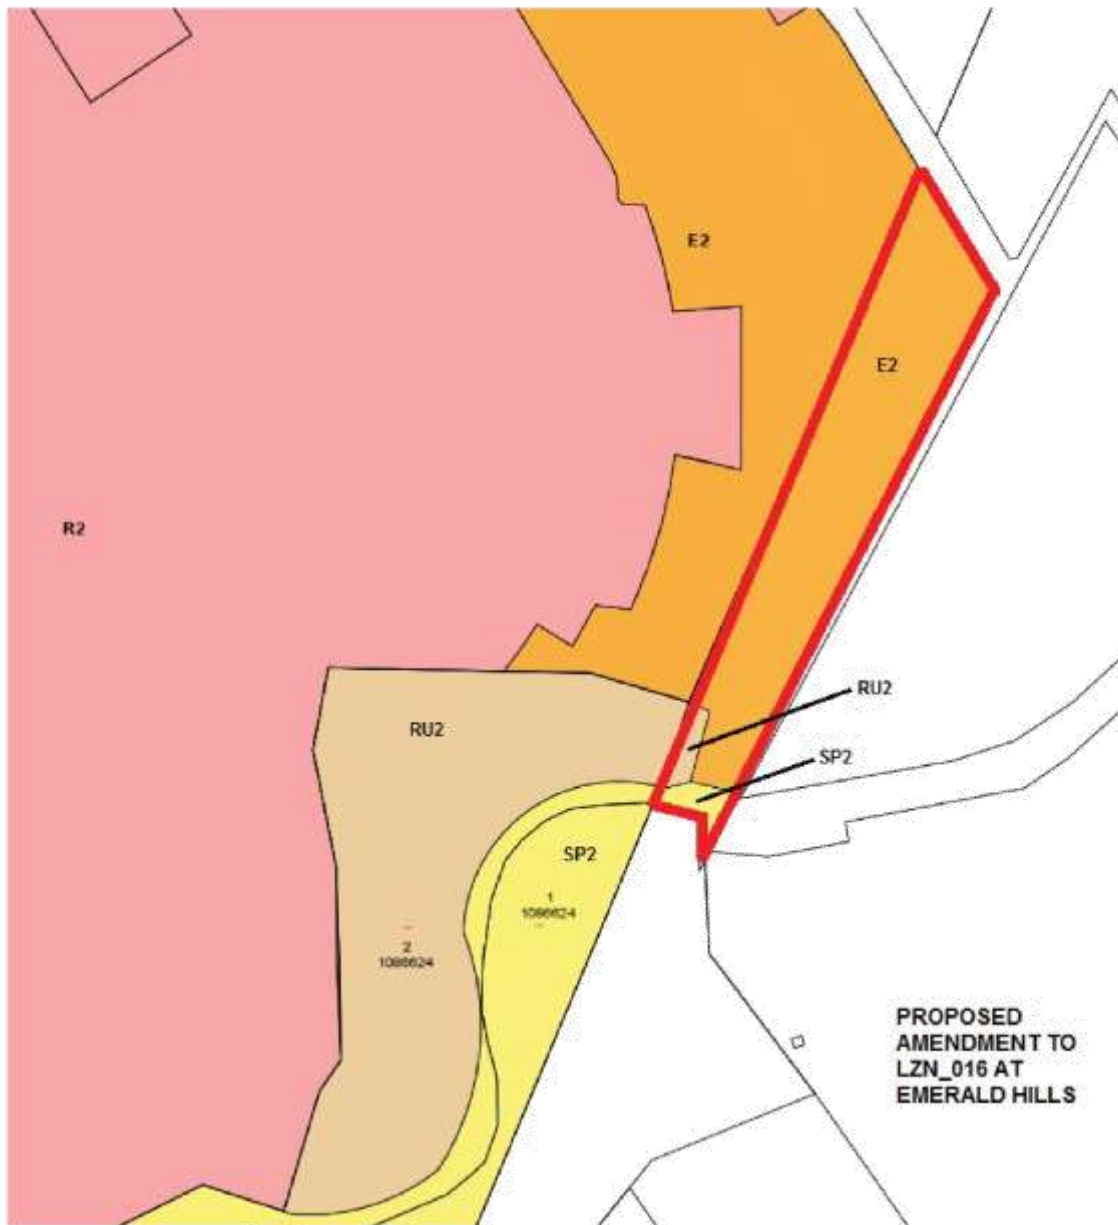 E2
E2
R2
RU2
RU2
SP2
SP2
1
1086624
2
1086624
PROPOSED
AMENDMENT TO
LZN_016 AT
EMERALD HILLS